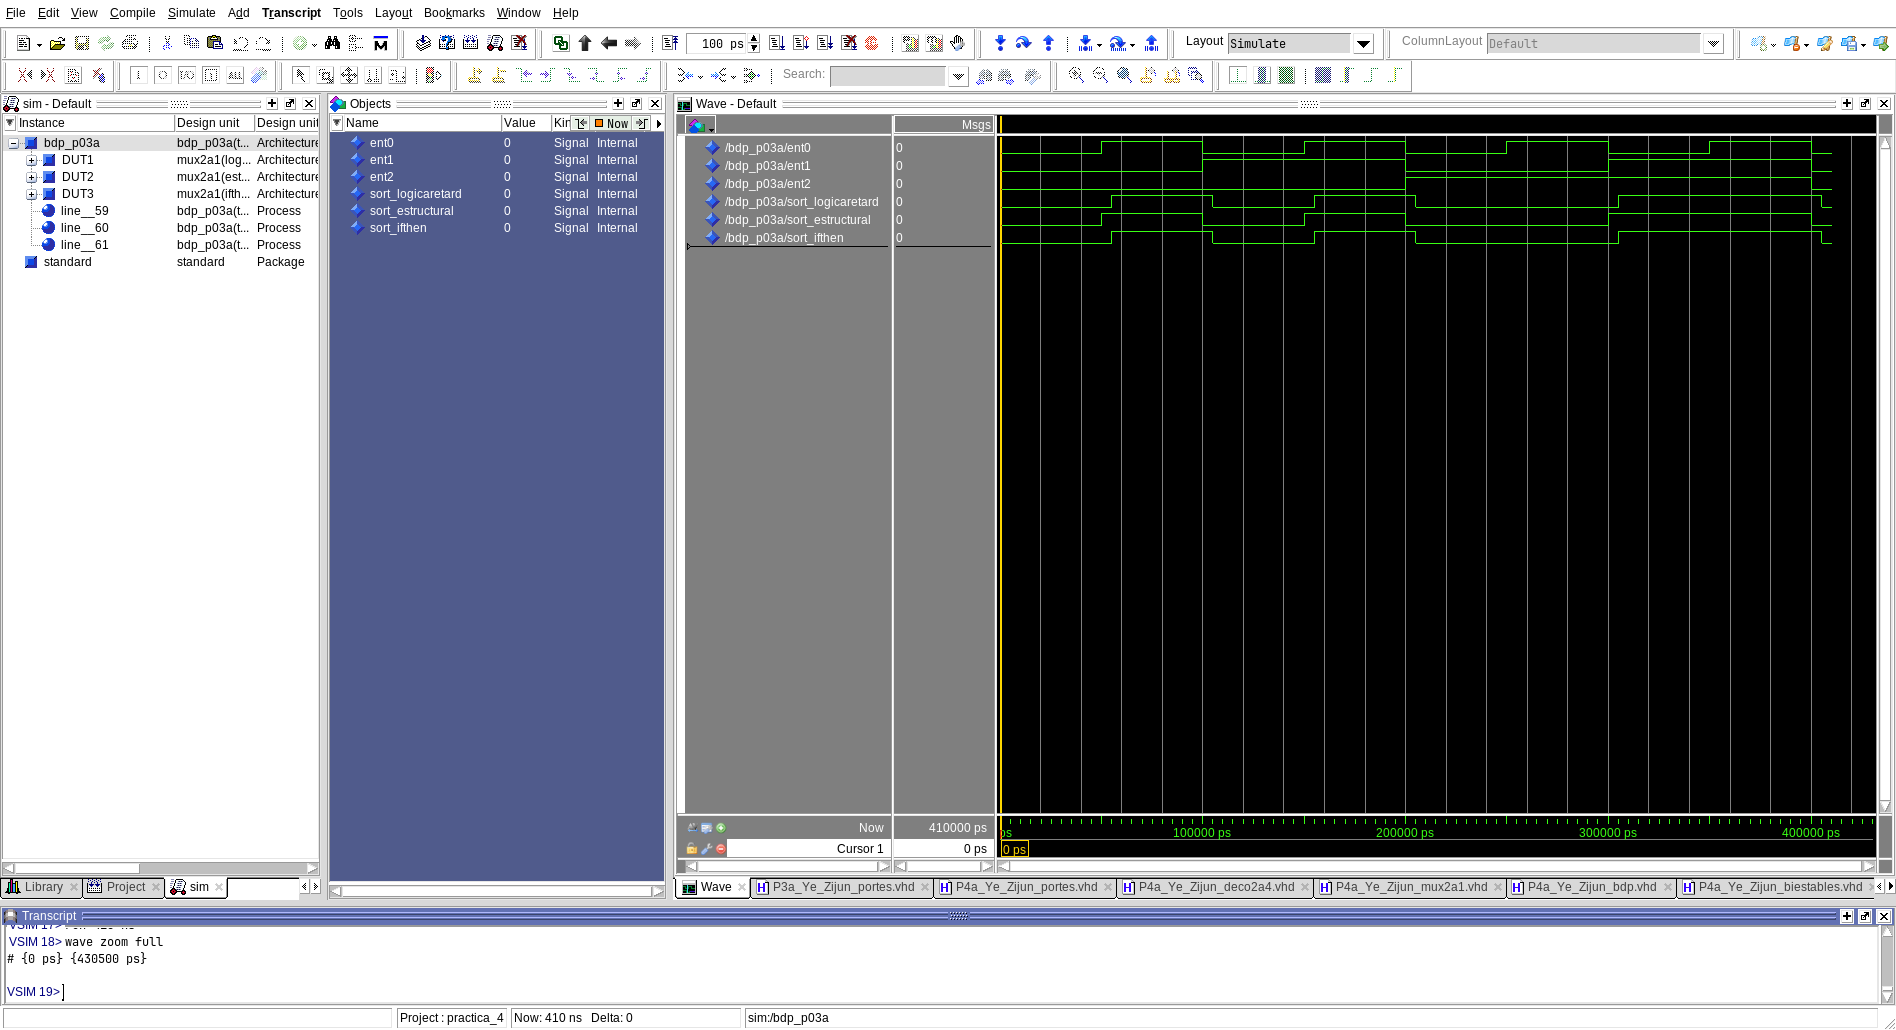 File Edit View Compile Simulate Add Transcript Tools Layout Bookmarks Window Help
100 ps
Layout Simulate
ColumnLayout Default
Search:
sim - Default
Instance Design unit Design unit
bdp_p03a bdp_p03a(t... Architecture
DUT1 mux2a1(log... Architecture
DUT2 mux2a1(est... Architecture
DUT3 mux2a1(ifth... Architecture
line__59 bdp_p03a(t... Process
line__60 bdp_p03a(t... Process
line__61 bdp_p03a(t... Process
standard standard Package
Library Project sim
Objects
Name Value Kin Now
ent0 0 Signal Internal
ent1 0 Signal Internal
ent2 0 Signal Internal
sort_logicaretard 0 Signal Internal
sort_estructural 0 Signal Internal
sort_ifthen 0 Signal Internal
Wave - Default
Msgs
/bdp_p03a/ent0 0
/bdp_p03a/ent1 0
/bdp_p03a/ent2 0
/bdp_p03a/sort_logicaretard 0
/bdp_p03a/sort_estructural 0
/bdp_p03a/sort_ifthen 0
Now 410000 ps
ps 100000 ps 200000 ps 300000 ps 400000 ps
Cursor 1 0 ps
0 ps
Wave P3a_Ye_Zijun_portes.vhd P4a_Ye_Zijun_portes.vhd P4a_Ye_Zijun_deco2a4.vhd P4a_Ye_Zijun_mux2a1.vhd P4a_Ye_Zijun_bdp.vhd P4a_Ye_Zijun_biestables.vhd
Transcript
VSIM 18> wave zoom full
# {0 ps} {430500 ps}
VSIM 19>
Project : practica_4 Now: 410 ns Delta: 0 sim:/bdp_p03a